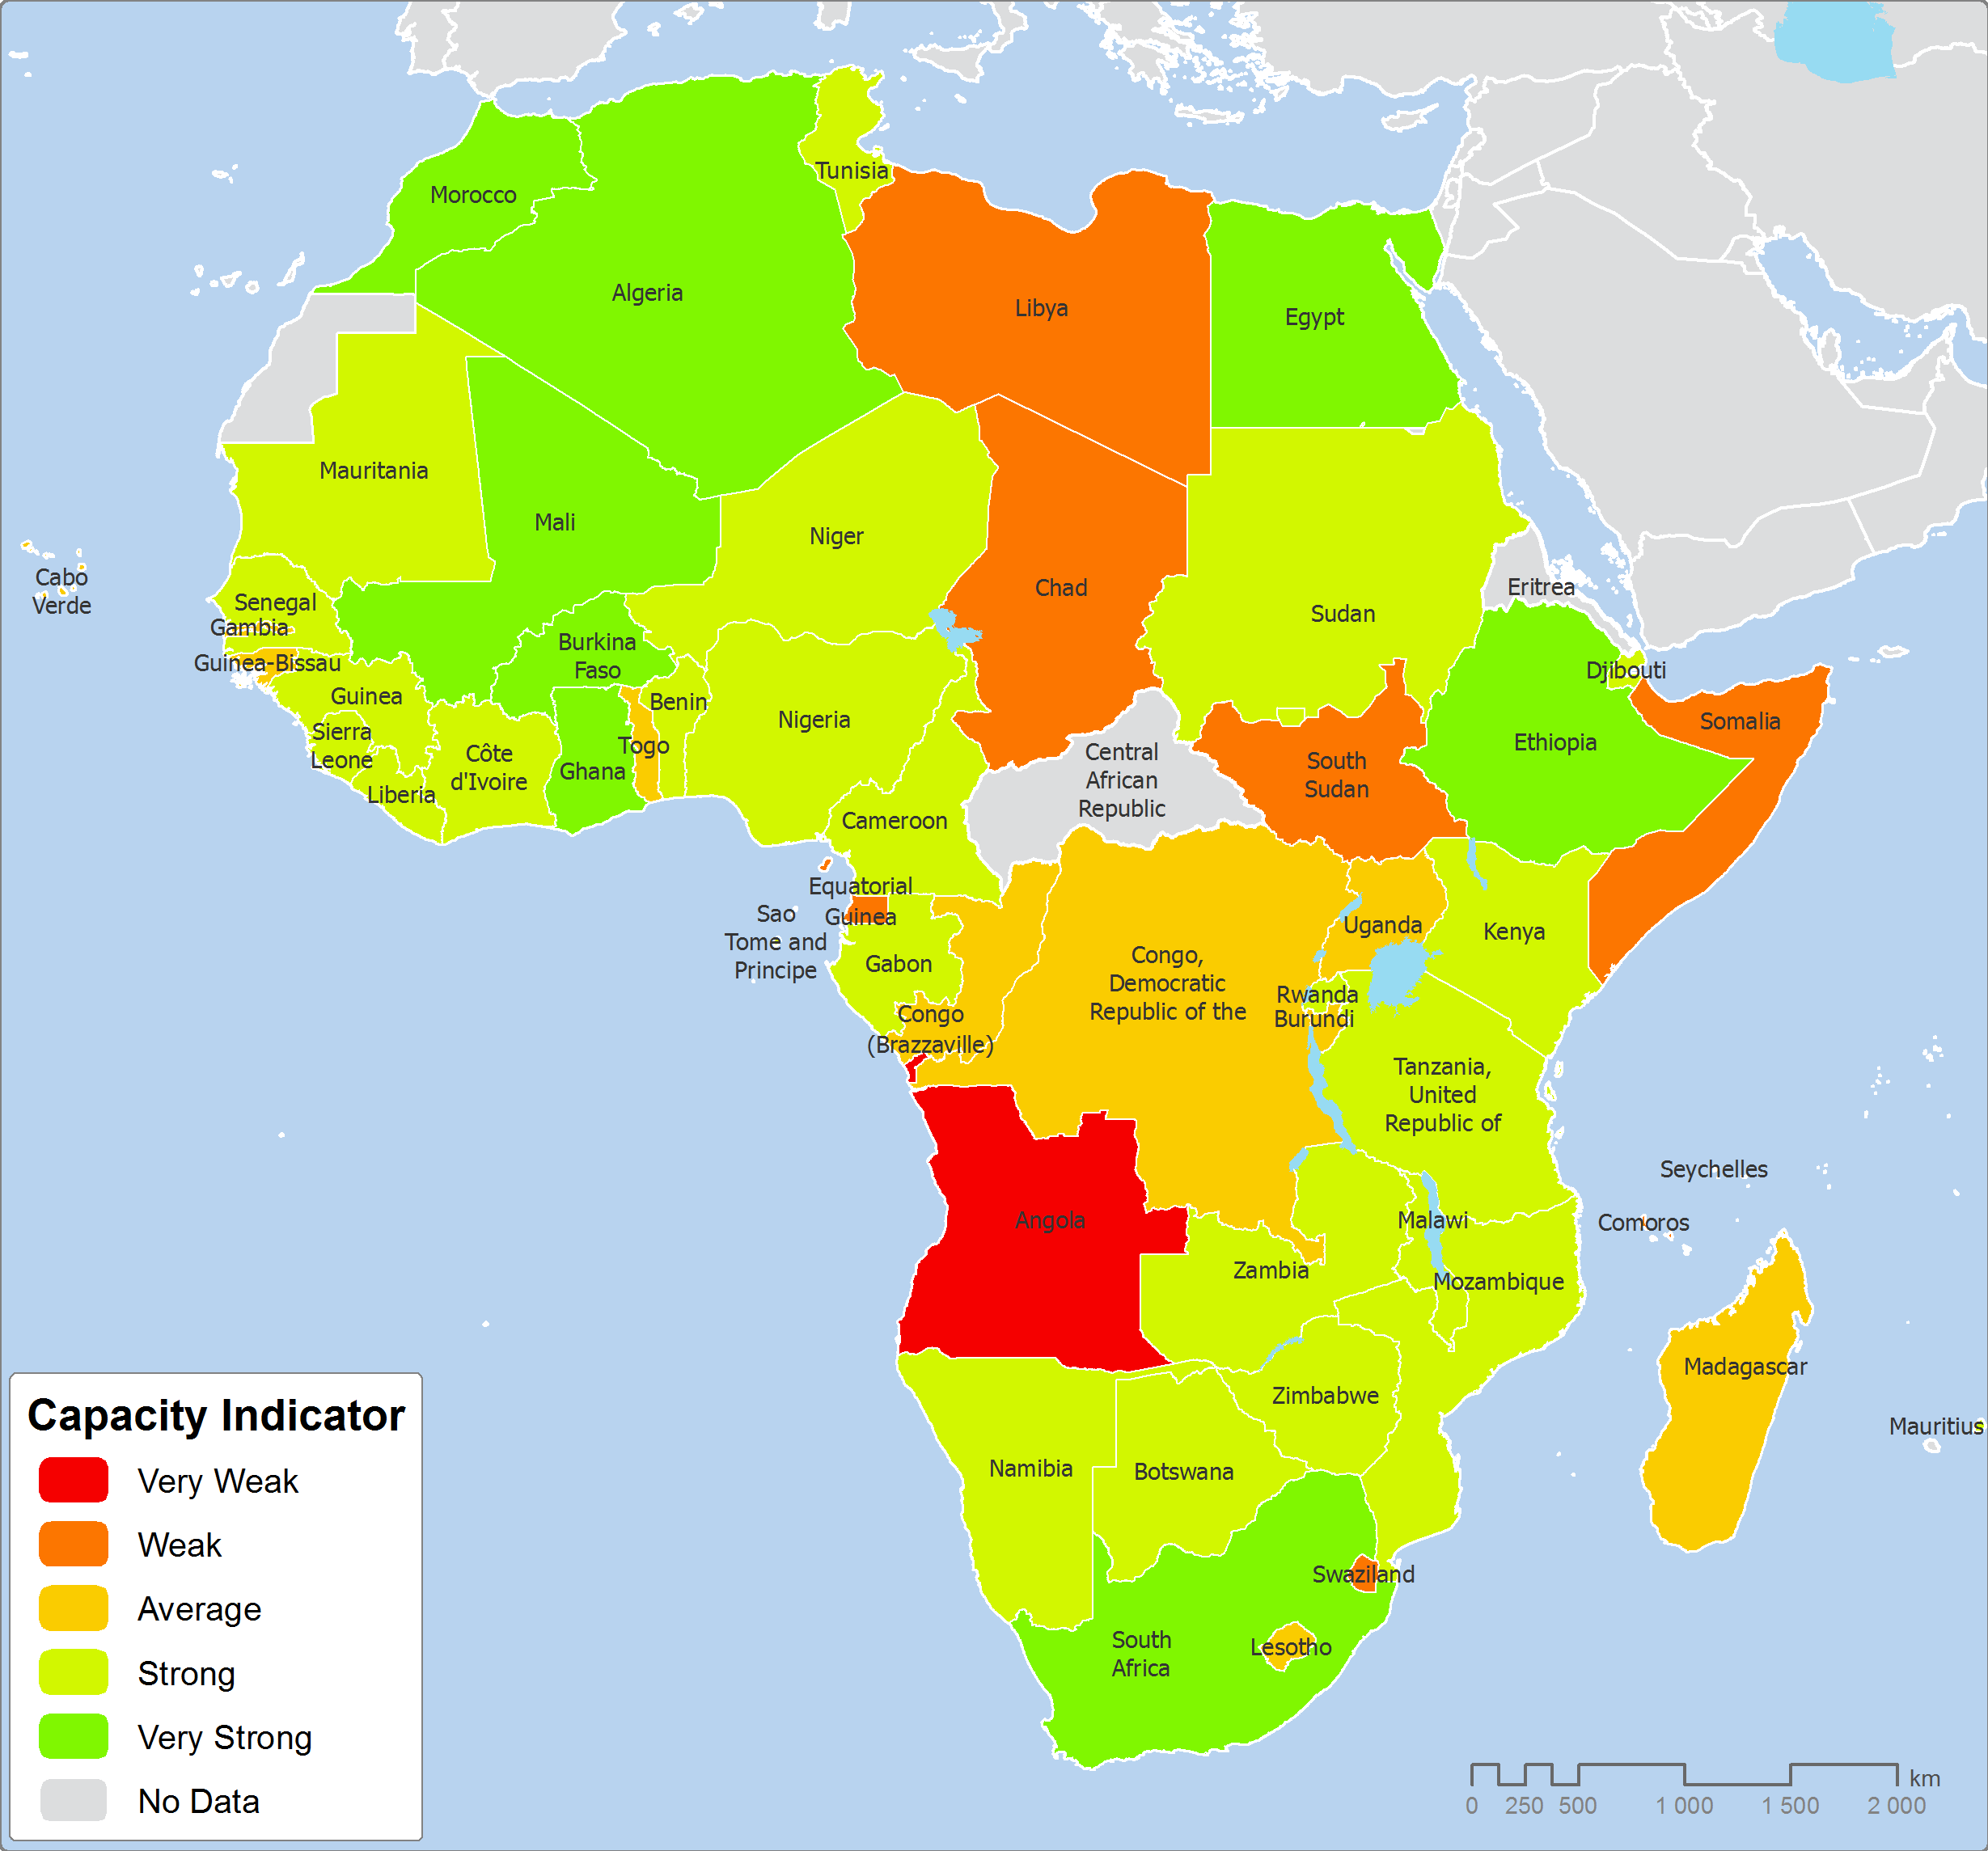 Morocco
Tunisia
Algeria
Libya
Egypt
Mauritania
Mali
Niger
Chad
Sudan
Eritrea
Cabo
Verde
Senegal
Gambia
Guinea-Bissau
Guinea
Sierra
Leone
Liberia
Côte
d'Ivoire
Burkina
Faso
Ghana
Togo
Benin
Nigeria
Cameroon
Central
African
Republic
South
Sudan
Ethiopia
Djibouti
Somalia
Equatorial
Guinea
Sao
Tome and
Principe
Gabon
Congo
(Brazzaville)
Congo,
Democratic
Republic of the
Uganda
Kenya
Rwanda
Burundi
Tanzania,
United
Republic of
Seychelles
Comoros
Angola
Zambia
Malawi
Mozambique
Madagascar
Mauritius
Zimbabwe
Namibia
Botswana
Swaziland
Lesotho
South
Africa
Capacity Indicator
Very Weak
Weak
Average
Strong
Very Strong
No Data
km
0 250 500 1 000 1 500 2 000